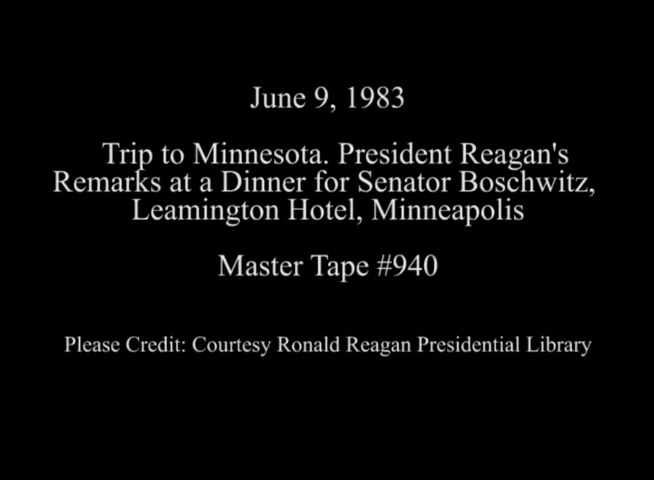 June 9, 1983
Trip to Minnesota. President Reagan's
Remarks at a Dinner for Senator Boschwitz,
Leamington Hotel, Minneapolis
Master Tape #940
Please Credit: Courtesy Ronald Reagan Presidential Library